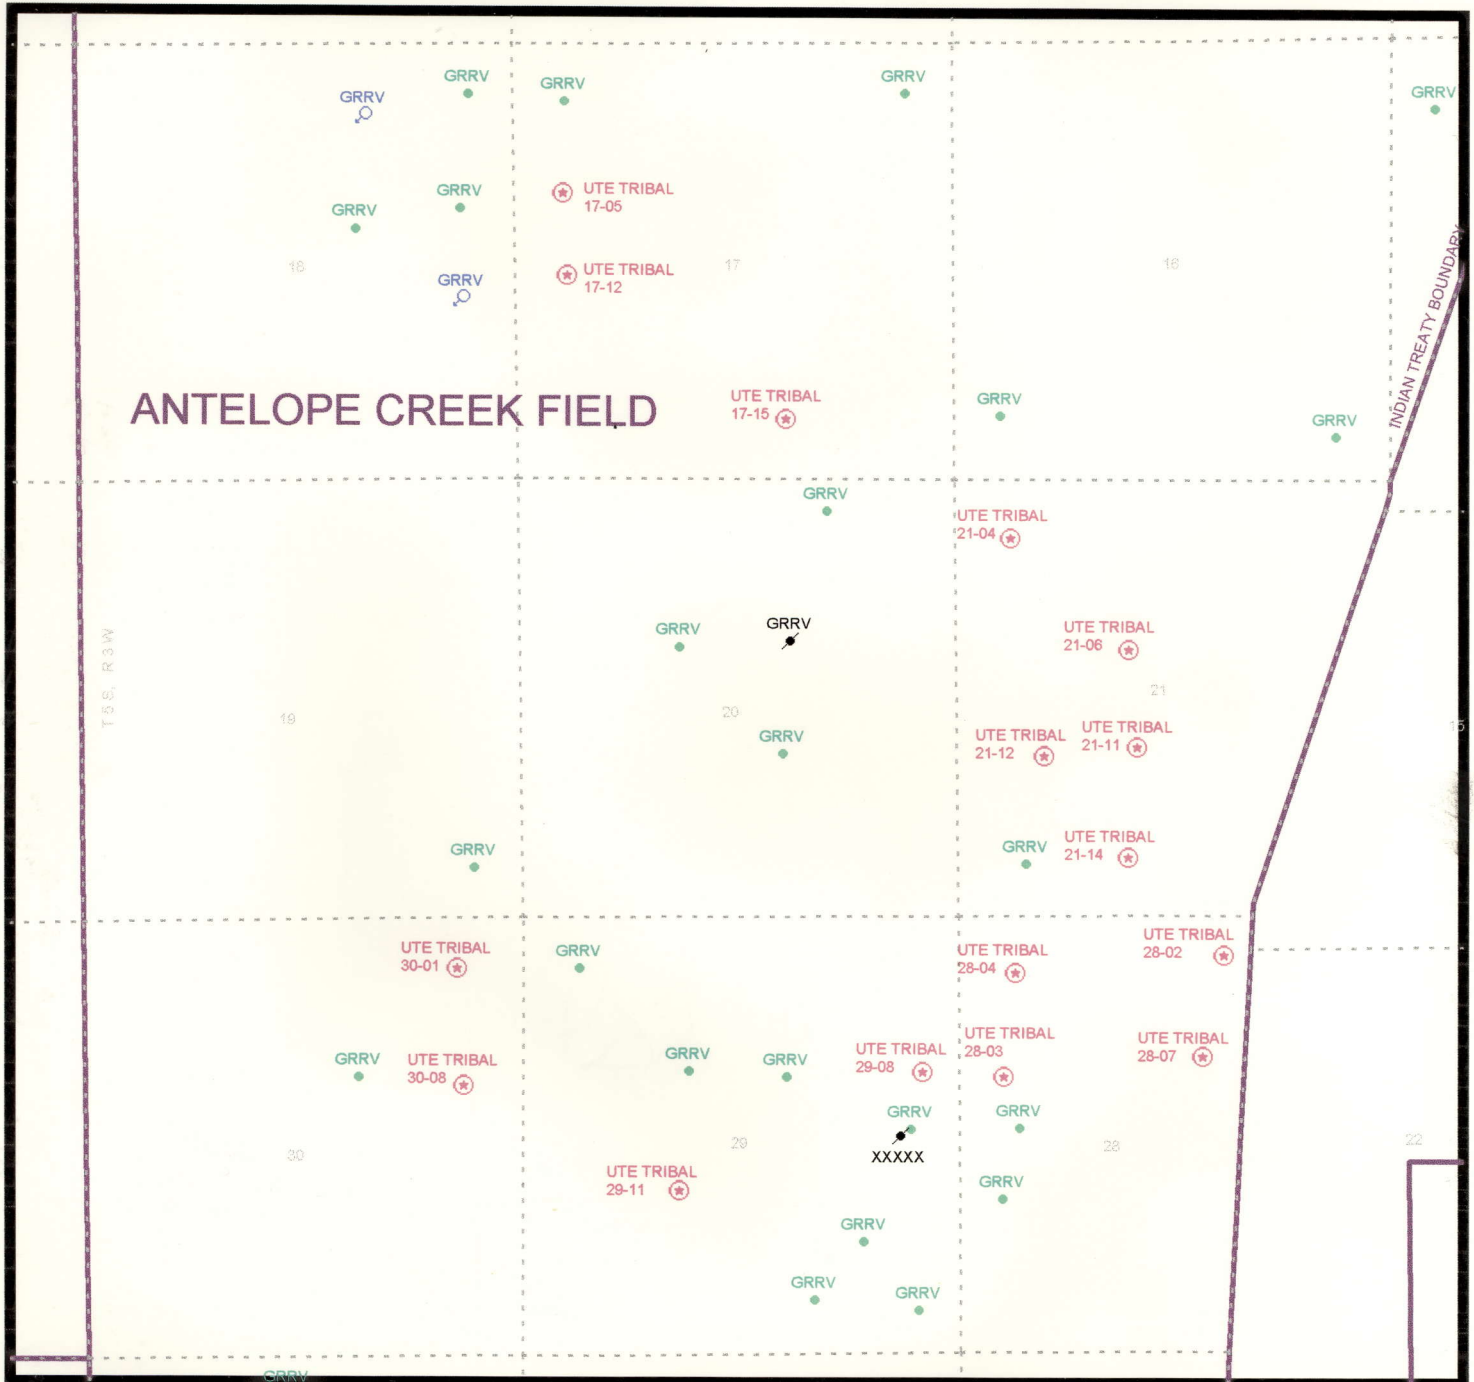 GRRV
GRRV
GRRV
GRRV
GRRV
GRRV
GRRV
UTE TRIBAL
17-05
GRRV
18
17
16
UTE TRIBAL
17-12
GRRV
INDIAN TREATY BOUNDARY
ANTELOPE CREEK FIELD
UTE TRIBAL
17-15
GRRV
GRRV
GRRV
UTE TRIBAL
21-04
GRRV
GRRV
UTE TRIBAL
21-06
T5S, R3W
19
20
21
15
GRRV
UTE TRIBAL
21-12
UTE TRIBAL
21-11
GRRV
GRRV
UTE TRIBAL
21-14
UTE TRIBAL
30-01
GRRV
UTE TRIBAL
28-04
UTE TRIBAL
28-02
GRRV
UTE TRIBAL
30-08
GRRV
GRRV
UTE TRIBAL
29-08
UTE TRIBAL
28-03
UTE TRIBAL
28-07
GRRV
XXXXX
GRRV
30
29
28
22
UTE TRIBAL
29-11
GRRV
GRRV
GRRV
GRRV
GRRV